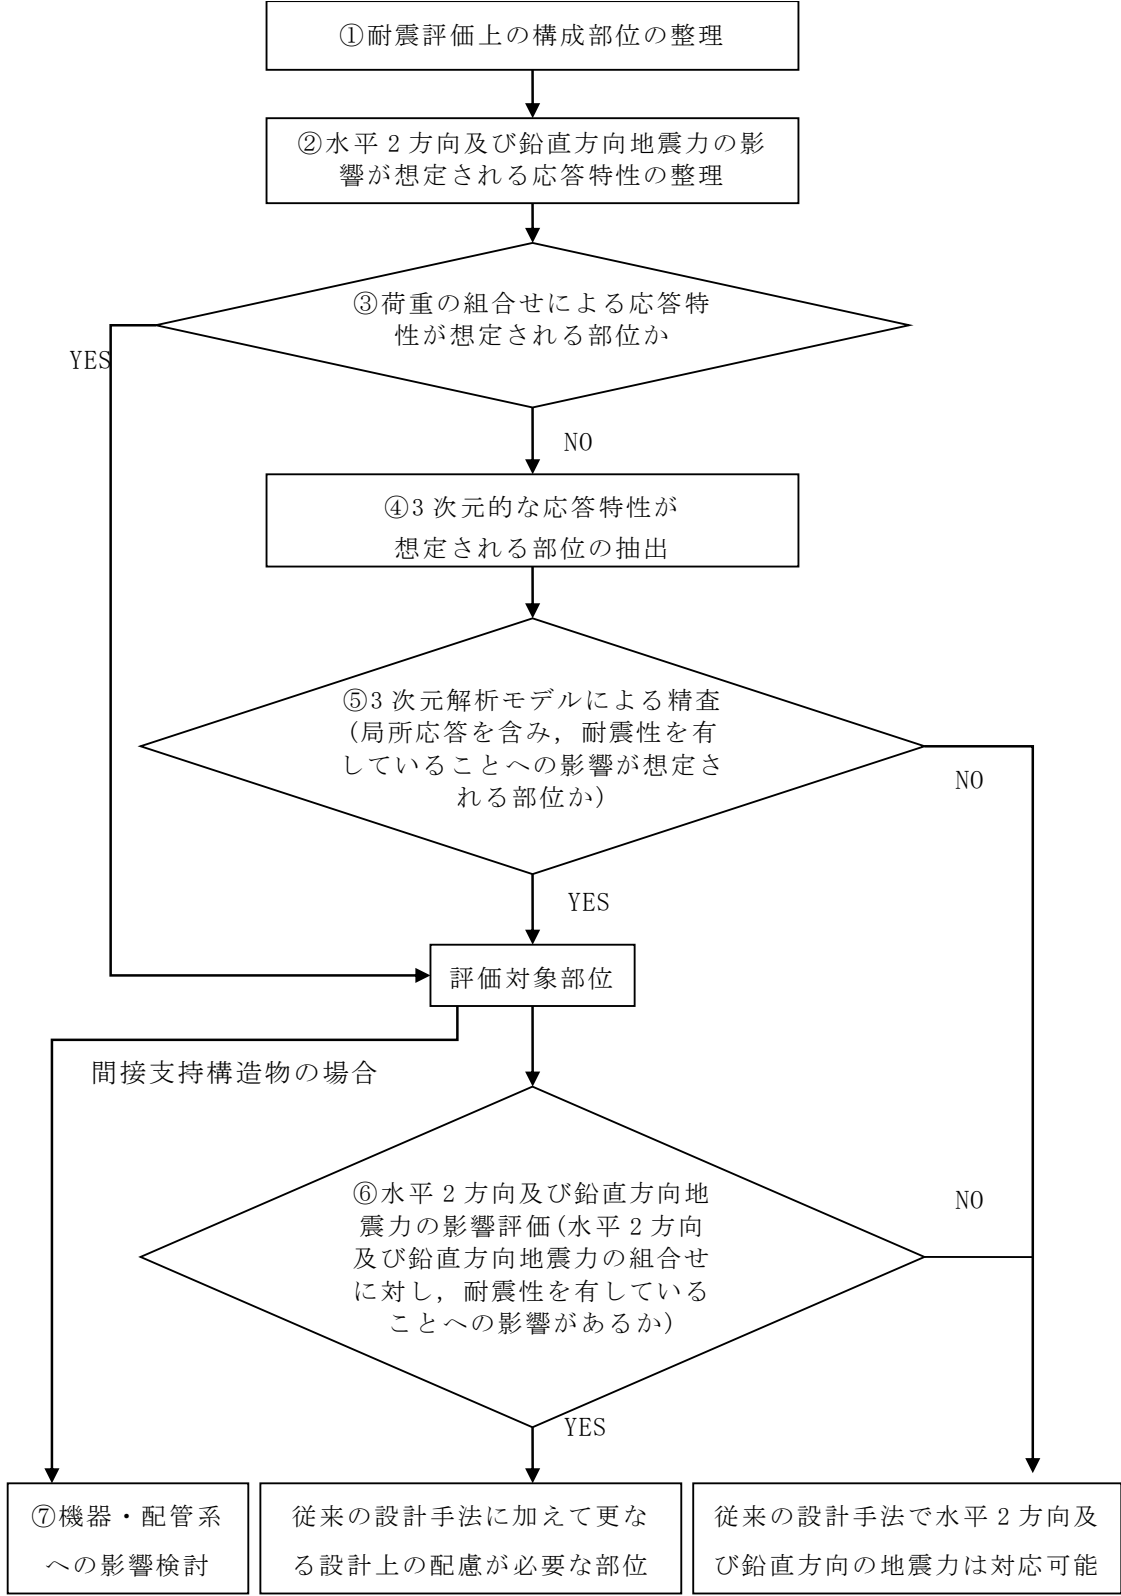 ①耐震評価上の構成部位の整理
②水平2方向及び鉛直方向地震力の影
響が想定される応答特性の整理
③荷重の組合せによる応答特
性が想定される部位か
YES
NO
④3次元的な応答特性が
想定される部位の抽出
⑤3次元解析モデルによる精査
(局所応答を含み，耐震性を有
していることへの影響が想定さ
れる部位か)
NO
YES
評価対象部位
間接支持構造物の場合
⑥水平2方向及び鉛直方向地
震力の影響評価(水平2方向
及び鉛直方向地震力の組合せ
に対し，耐震性を有している
ことへの影響があるか)
NO
YES
⑦機器・配管系
への影響検討
従来の設計手法に加えて更な
る設計上の配慮が必要な部位
従来の設計手法で水平2方向及
び鉛直方向の地震力は対応可能